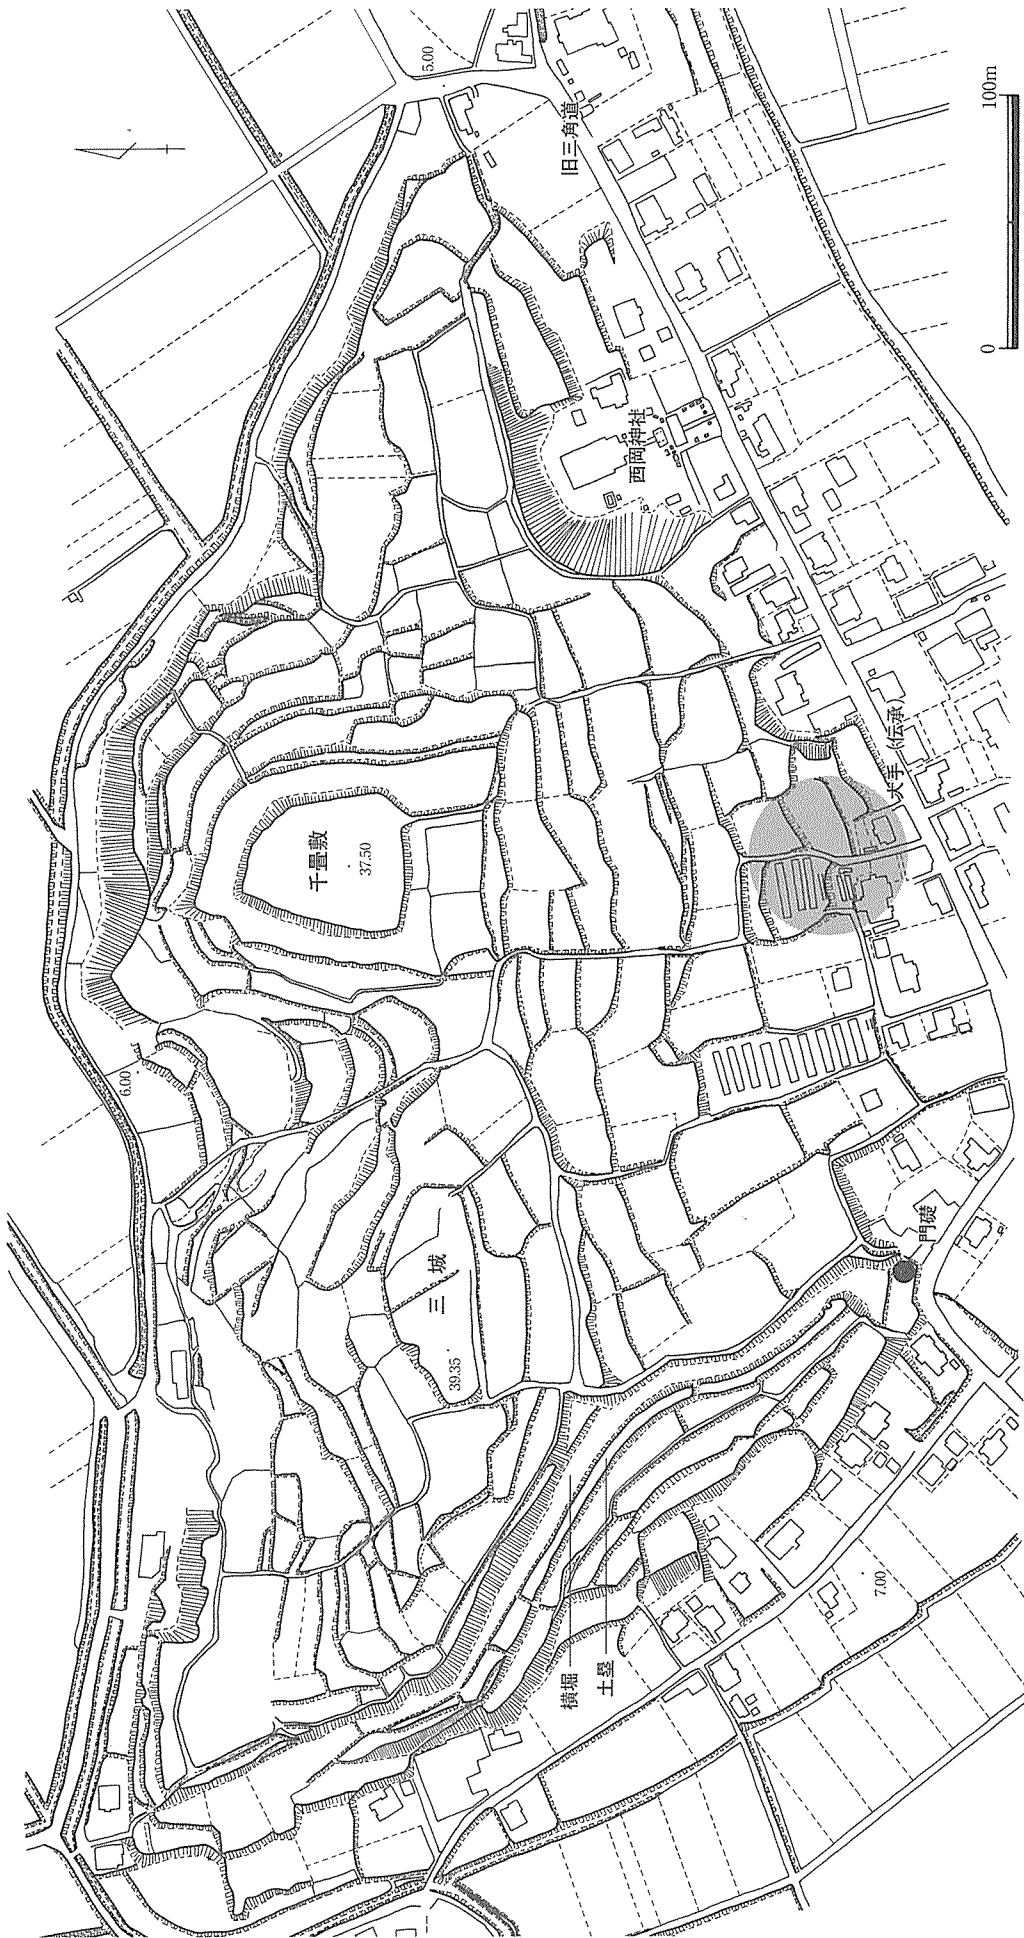 5.00
旧三角道
100m
0
西岡神社
大手（伝承）
千畳敷
37.50
6.00
三城
39.35
門礎
横堀
土塁
7.00